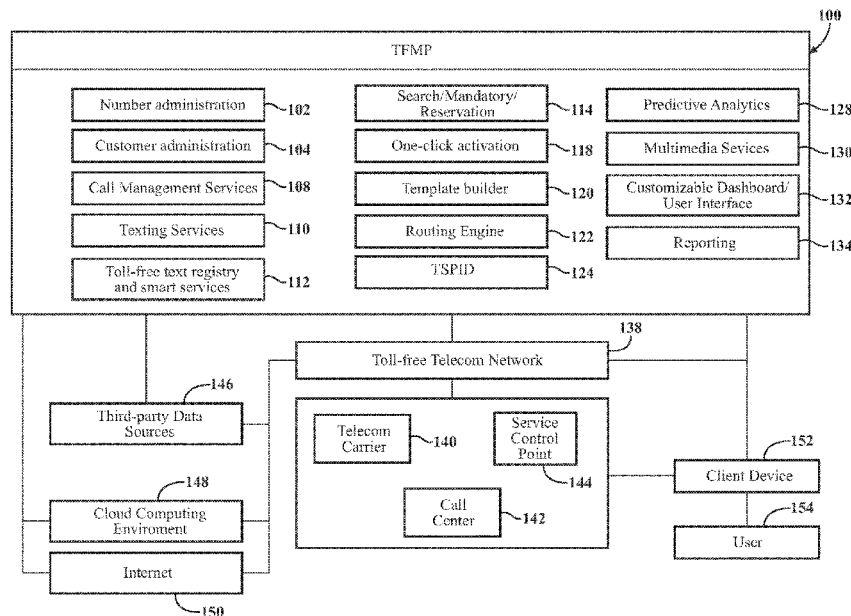 100
TFMP
Number administration
102
Customer administration
104
Call Management Services
108
Texting Services
110
Toll-free text registry
and smart services
112
Search/Mandatory/
Reservation
114
One-click activation
118
Template builder
120
Routing Engine
122
TSPID
124
Predictive Analytics
128
Multimedia Sevices
130
Customizable Dashboard/
User Interface
132
Reporting
134
138
Toll-free Telecom Network
146
Third-party Data
Sources
148
Cloud Computing
Enviroment
Internet
150
Telecom
Carrier
140
Service
Control
Point
144
Call
Center
142
152
Client Device
154
User